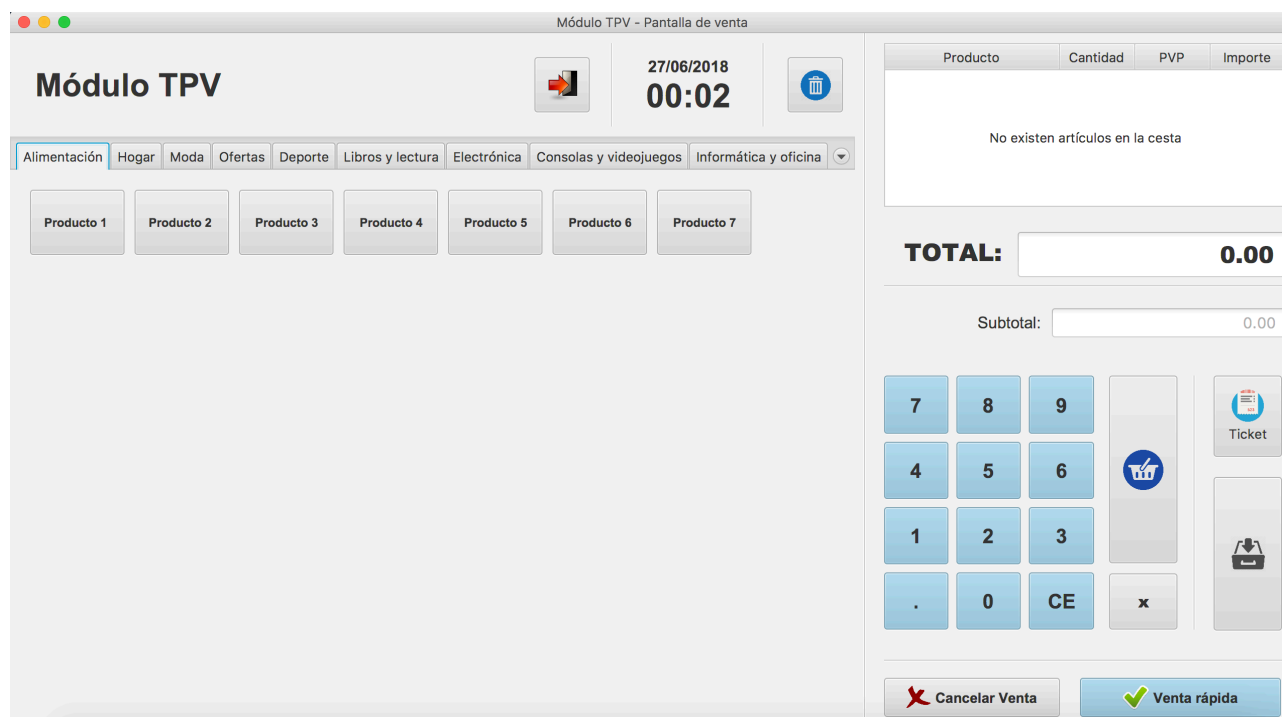 Módulo TPV - Pantalla de venta
Módulo TPV
27/06/2018
00:02
Alimentación Hogar Moda Ofertas Deporte Libros y lectura Electrónica Consolas y videojuegos Informática y oficina
Producto 1 Producto 2 Producto 3 Producto 4 Producto 5 Producto 6 Producto 7
Producto Cantidad PVP Importe
No existen artículos en la cesta
TOTAL: 0.00
Subtotal: 0.00
7 8 9
Ticket
4 5 6
1 2 3
. 0 CE x
Cancelar Venta Venta rápida